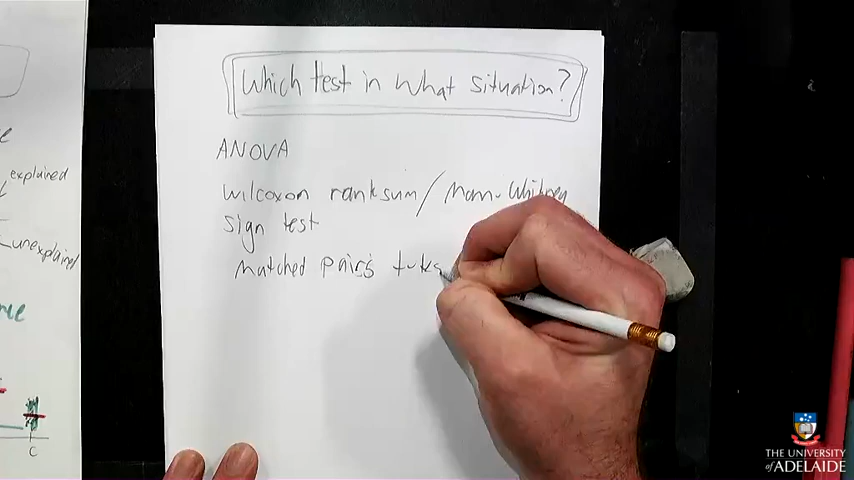 Which test in what situation?
ANOVA
Wilcoxon ranksum/Mann-Whitney
sign test
matched pairs
explained
unexplained
C
THE UNIVERSITY
of ADELAIDE